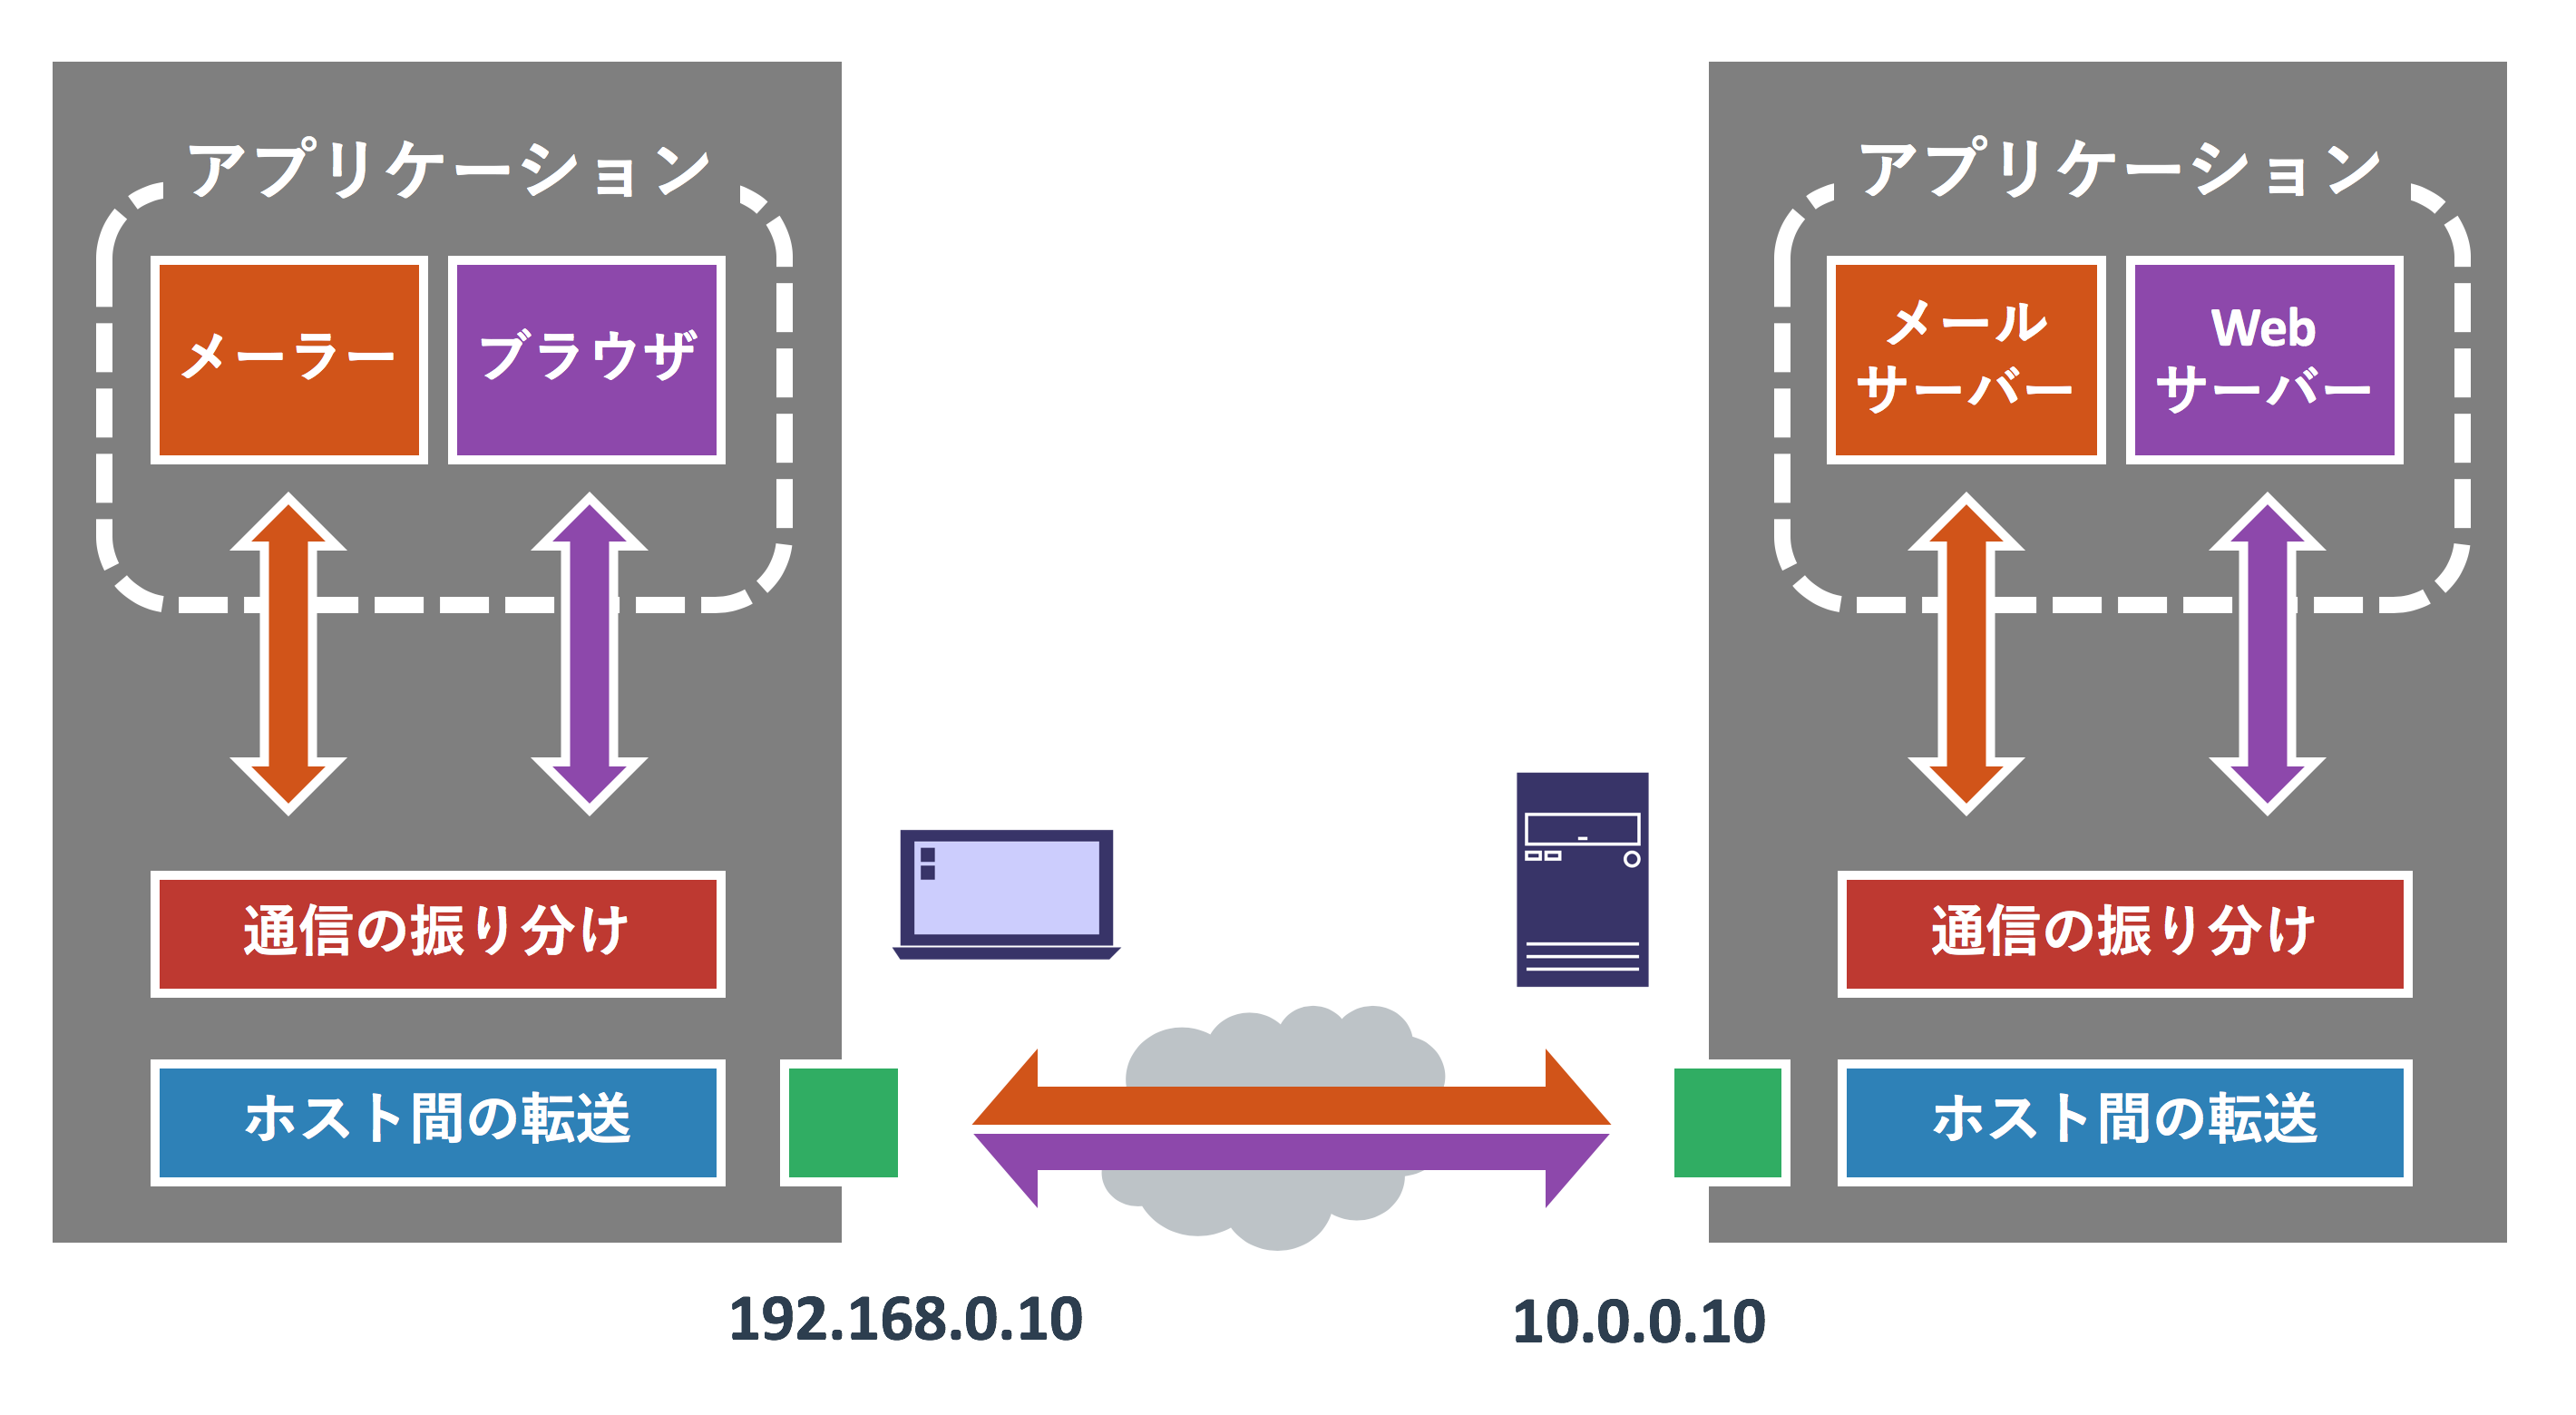 アプリケーション
メーラー
ブラウザ
通信の振り分け
ホスト間の転送
192.168.0.10
アプリケーション
メール
サーバー
Web
サーバー
通信の振り分け
ホスト間の転送
10.0.0.10